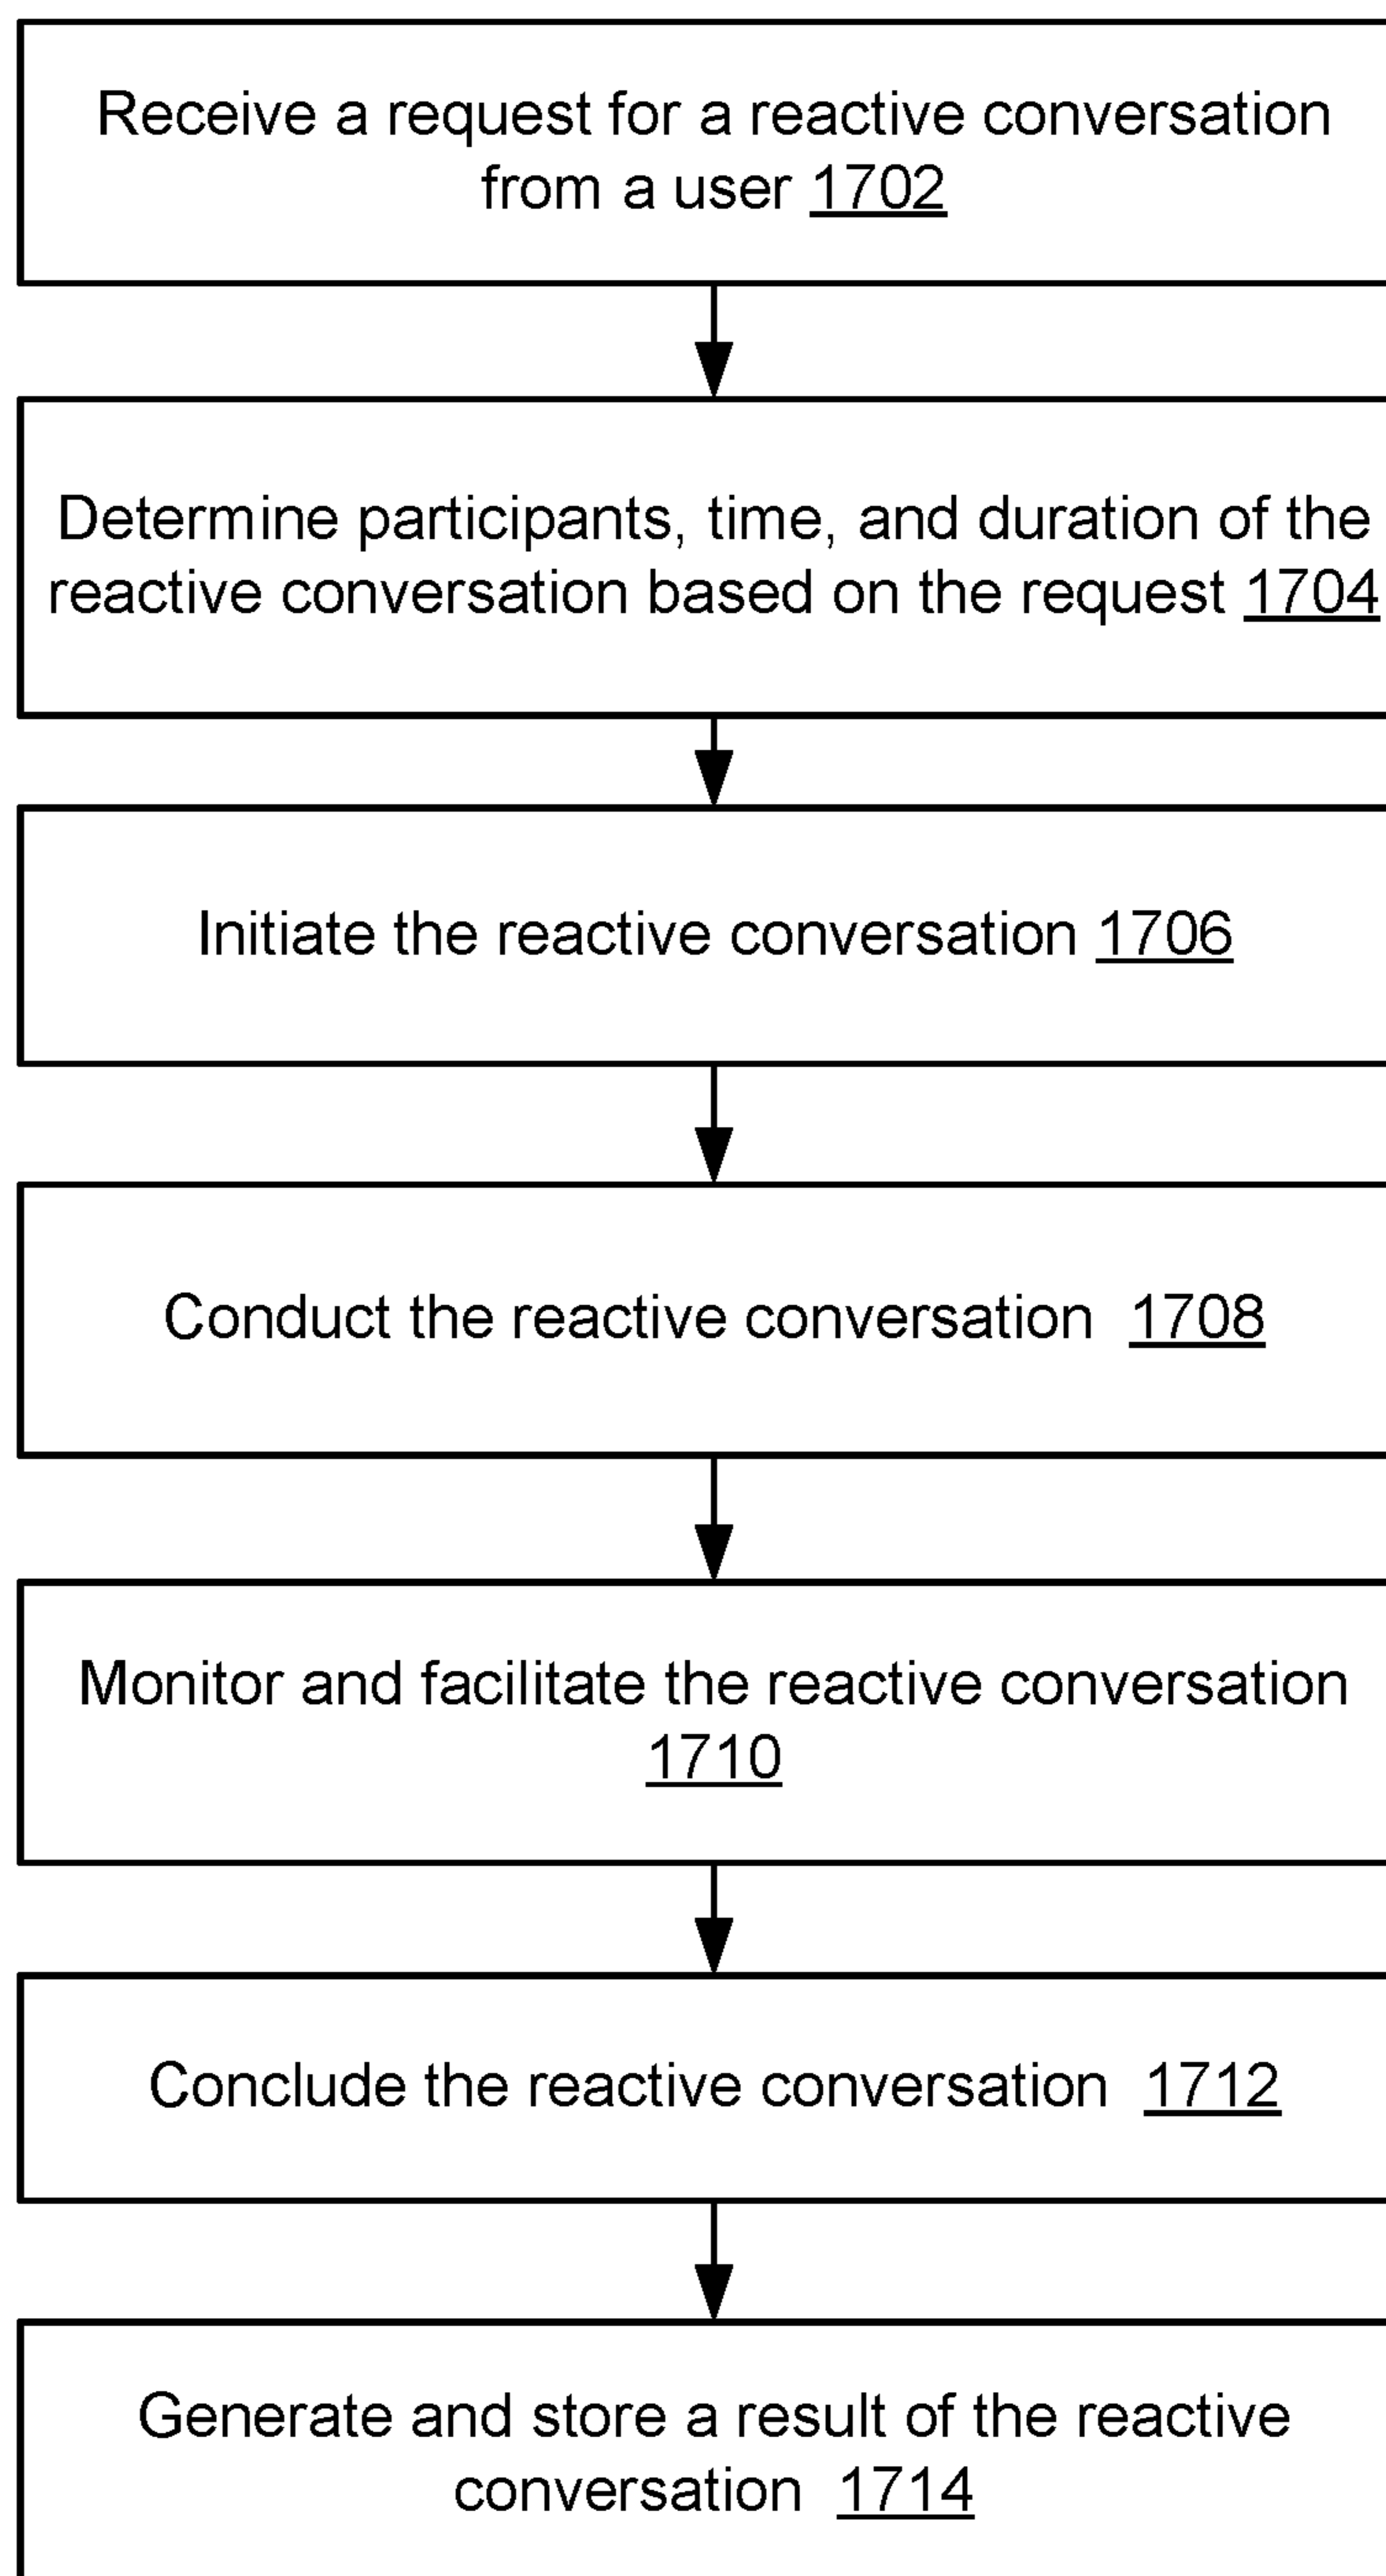 Receive a request for a reactive conversation
from a user 1702
Determine participants, time, and duration of the
reactive conversation based on the request 1704
Initiate the reactive conversation 1706
Conduct the reactive conversation 1708
Monitor and facilitate the reactive conversation
1710
Conclude the reactive conversation 1712
Generate and store a result of the reactive
conversation 1714